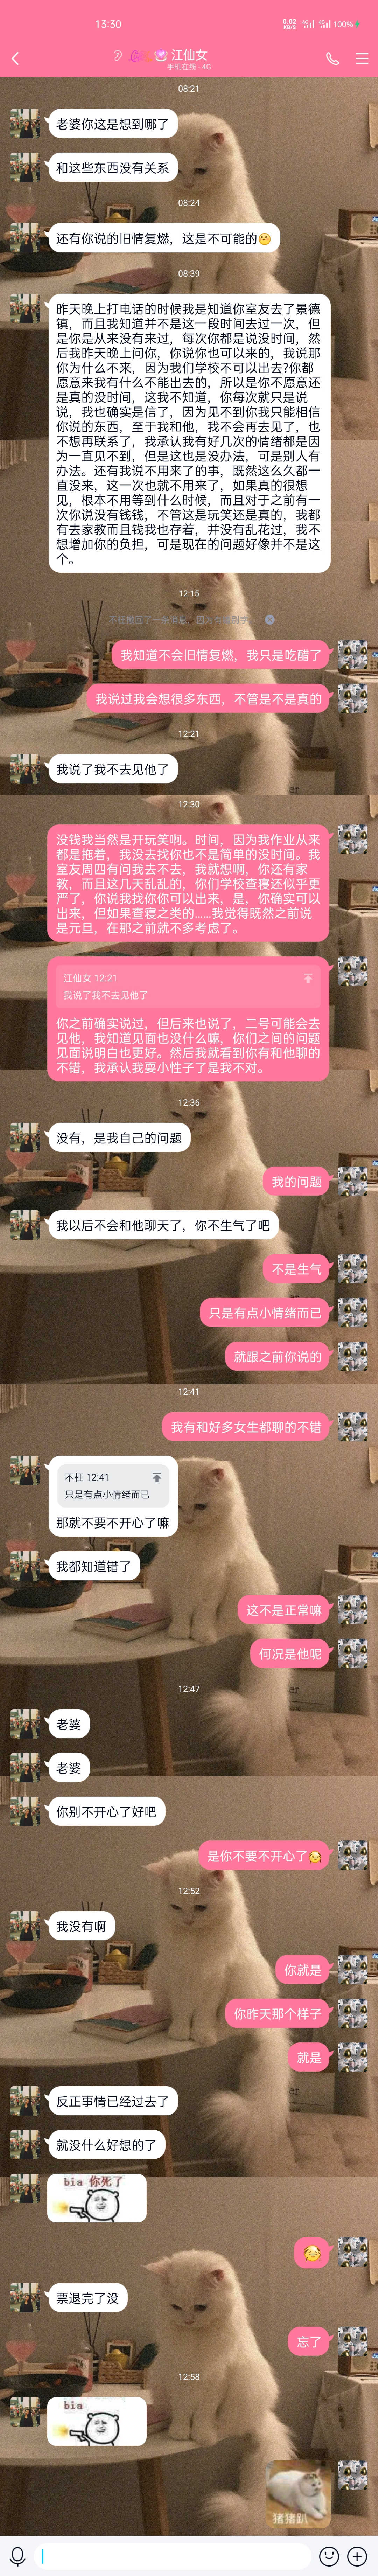 13:30
0.02
KB/S
100%
江仙女
手机在线 - 4G
08:21
老婆你这是想到哪了
和这些东西没有关系
08:24
还有你说的旧情复燃，这是不可能的
08:39
昨天晚上打电话的时候我是知道你室友去了景德
镇，而且我知道并不是这一段时间去过一次，但
是你是从来没有来过，每次你都是说没时间，然
后我昨天晚上问你，你说你也可以来的，我说那
你为什么不来，因为我们学校不可以出去?你都
愿意来我有什么不能出去的，所以是你不愿意还
是真的没时间，这我不知道，你每次就只是说
说，我也确实是信了，因为见不到你我只能相信
你说的东西，至于我和他，我不会再去见了，也
不想再联系了，我承认我有好几次的情绪都是因
为一直见不到，但是这也是没办法，可是别人有
办法。还有我说不用来了的事，既然这么久都一
直没来，这一次也就不用来了，如果真的很想
见，根本不用等到什么时候，而且对于之前有一
次你说没有钱钱，不管这是玩笑还是真的，我都
有去家教而且钱我也存着，并没有乱花过，我不
想增加你的负担，可是现在的问题好像并不是这
个。
12:15
不枉撤回了一条消息，因为有错别字
我知道不会旧情复燃，我只是吃醋了
我说过我会想很多东西，不管是不是真的
12:21
我说了我不去见他了
12:30
没钱我当然是开玩笑啊。时间，因为我作业从来
都是拖着，我没去找你也不是简单的没时间。我
室友周四有问我去不去，我就想啊，你还有家
教，而且这几天乱乱的，你们学校查寝还似乎更
严了，你说我找你你可以出来，是，你确实可以
出来，但如果查寝之类的……我觉得既然之前说
是元旦，在那之前就不多考虑了。
江仙女 12:21
我说了我不去见他了
你之前确实说过，但后来也说了，二号可能会去
见他，我知道见面也没什么嘛，你们之间的问题
见面说明白也更好。然后我就看到你有和他聊的
不错，我承认我耍小性子了是我不对。
12:36
没有，是我自己的问题
我的问题
我以后不会和他聊天了，你不生气了吧
不是生气
只是有点小情绪而已
就跟之前你说的
12:41
我有和好多女生都聊的不错
不枉 12:41
只是有点小情绪而已
那就不要不开心了嘛
我都知道错了
这不是正常嘛
何况是他呢
12:47
老婆
老婆
你别不开心了好吧
是你不要不开心了
12:52
我没有啊
你就是
你昨天那个样子
就是
反正事情已经过去了
就没什么好想的了
bia 你死了
票退完了没
忘了
12:58
bia
猪猪趴